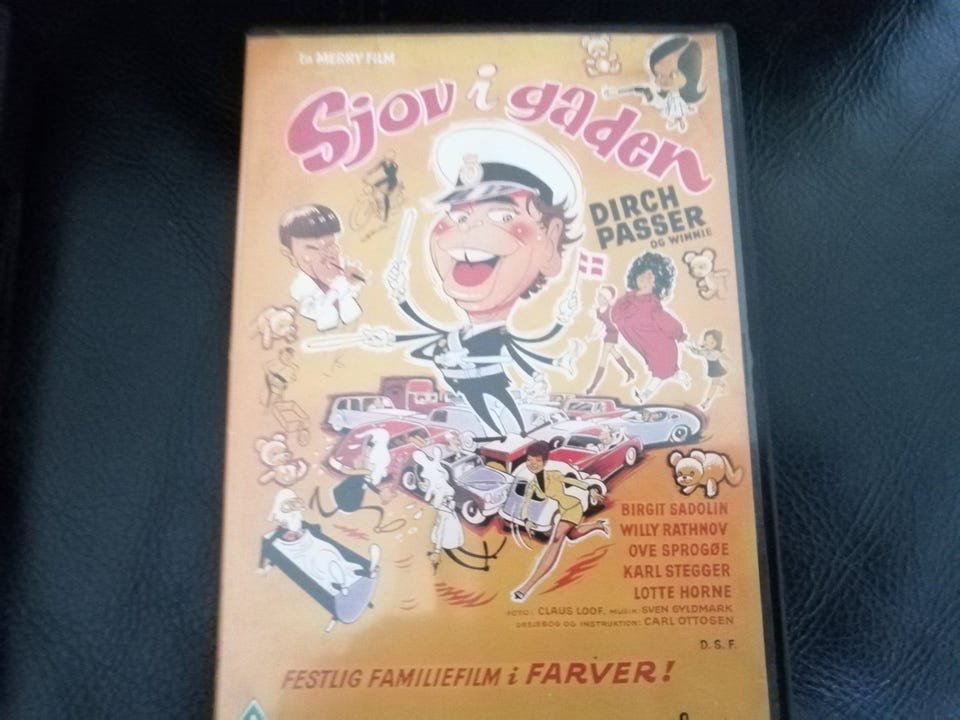 En MERRY FILM
Sjov i gaden
DIRCH
PASSER
OG WINNIE
BIRGIT SADOLIN
WILLY RATHNOV
OVE SPROGØE
KARL STEGGER
LOTTE HORNE
FOTO: CLAUS LOOF. MUSIK: SVEN GYLDMARK
DREJEBOG OG INSTRUKTION: CARL OTTOSEN
D.S.F.
FESTLIG FAMILIEFILM i FARVER!